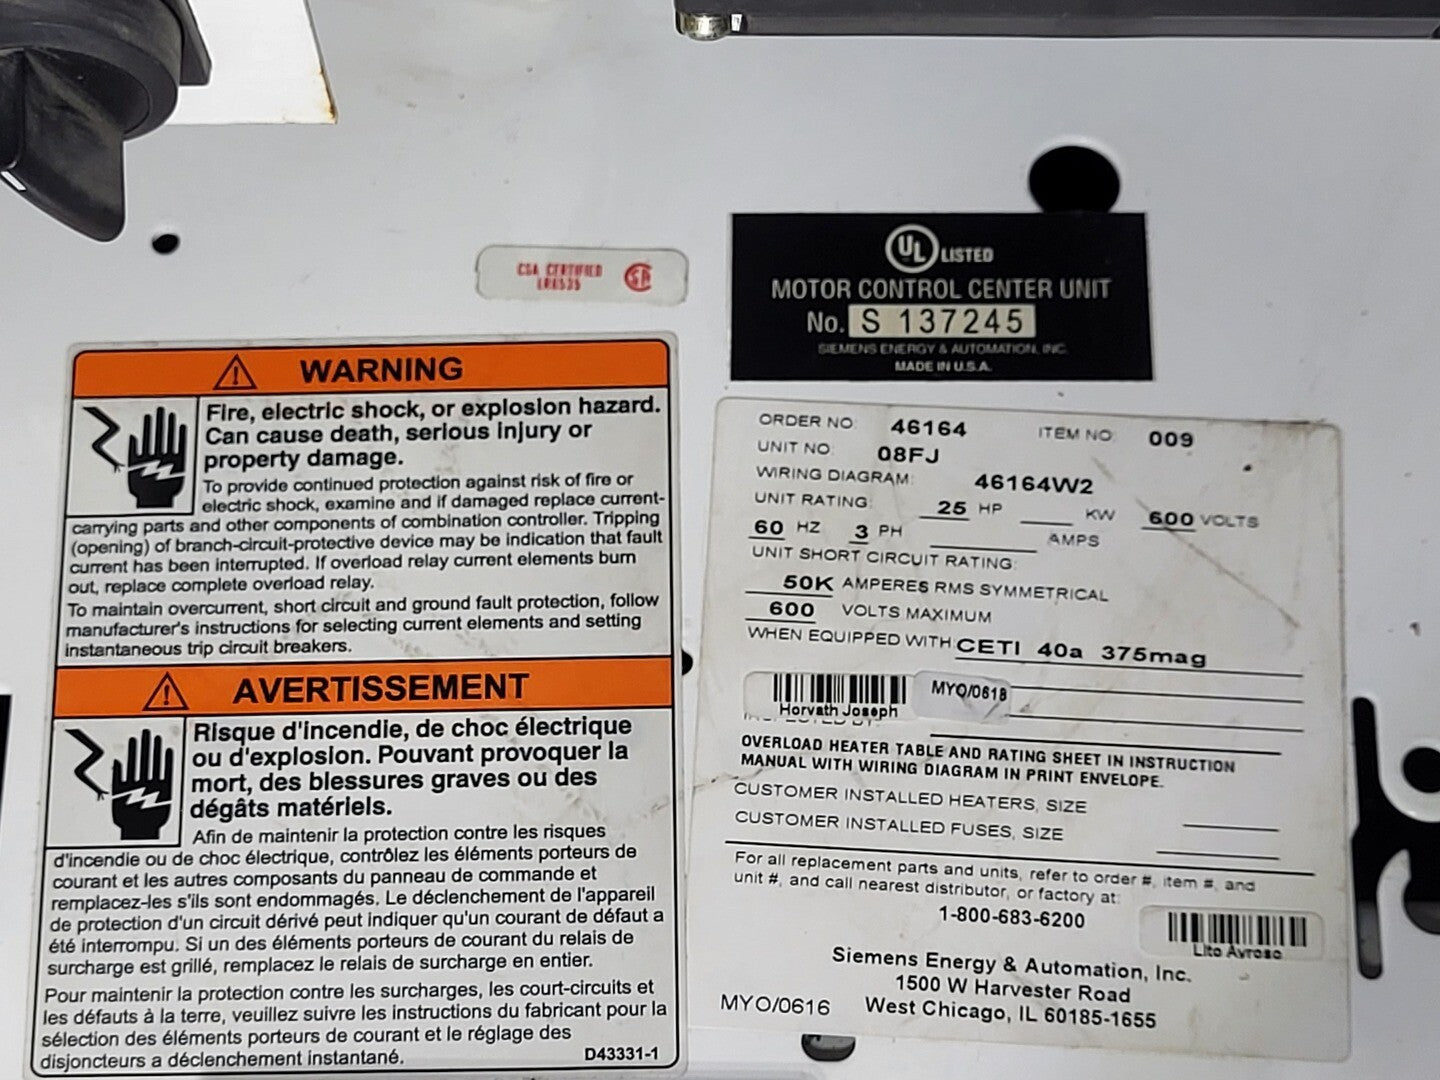 CSA CERTIFIED
UL LISTED
MOTOR CONTROL CENTER UNIT
No. S 137245
SIEMENS ENERGY & AUTOMATION, INC.
MADE IN U.S.A.
WARNING
Fire, electric shock, or explosion hazard.
Can cause death, serious injury or
property damage.
To provide continued protection against risk of fire or
electric shock, examine and if damaged replace current-
carrying parts and other components of combination controller. Tripping
(opening) of branch-circuit-protective device may be indication that fault
current has been interrupted. If overload relay current elements burn
out, replace complete overload relay.
To maintain overcurrent, short circuit and ground fault protection, follow
manufacturer's instructions for selecting current elements and setting
instantaneous trip circuit breakers.
AVERTISSEMENT
Risque d'incendie, de choc électrique
ou d'explosion. Pouvant provoquer la
mort, des blessures graves ou des
dégâts matériels.
Afin de maintenir la protection contre les risques
d'incendie ou de choc électrique, contrôlez les éléments porteurs de
courant et les autres composants du panneau de commande et
remplacez-les s'ils sont endommagés. Le déclenchement de l'appareil
de protection d'un circuit dérivé peut indiquer qu'un courant de défaut a
été interrompu. Si un des éléments porteurs de courant du relais de
surcharge est grillé, remplacez le relais de surcharge en entier.
Pour maintenir la protection contre les surcharges, les court-circuits et
les défauts à la terre, veuillez suivre les instructions du fabricant pour la
sélection des éléments porteurs de courant et le réglage des
disjoncteurs a déclenchement instantané. D43331-1
ORDER NO: 46164 ITEM NO: 009
UNIT NO: 08FJ
WIRING DIAGRAM: 46164W2
UNIT RATING: 25 HP KW 600 VOLTS
60 HZ 3 PH AMPS
UNIT SHORT CIRCUIT RATING:
50K AMPERES RMS SYMMETRICAL
600 VOLTS MAXIMUM
WHEN EQUIPPED WITH: CETI 40a 375mag
Horvath Joseph MYO/0618
INSPECTED BY:
OVERLOAD HEATER TABLE AND RATING SHEET IN INSTRUCTION
MANUAL WITH WIRING DIAGRAM IN PRINT ENVELOPE.
CUSTOMER INSTALLED HEATERS, SIZE
CUSTOMER INSTALLED FUSES, SIZE
For all replacement parts and units, refer to order #, item #, and
unit #, and call nearest distributor, or factory at:
1-800-683-6200
Lito Avroso
Siemens Energy & Automation, Inc.
1500 W Harvester Road
MYO/0616 West Chicago, IL 60185-1655